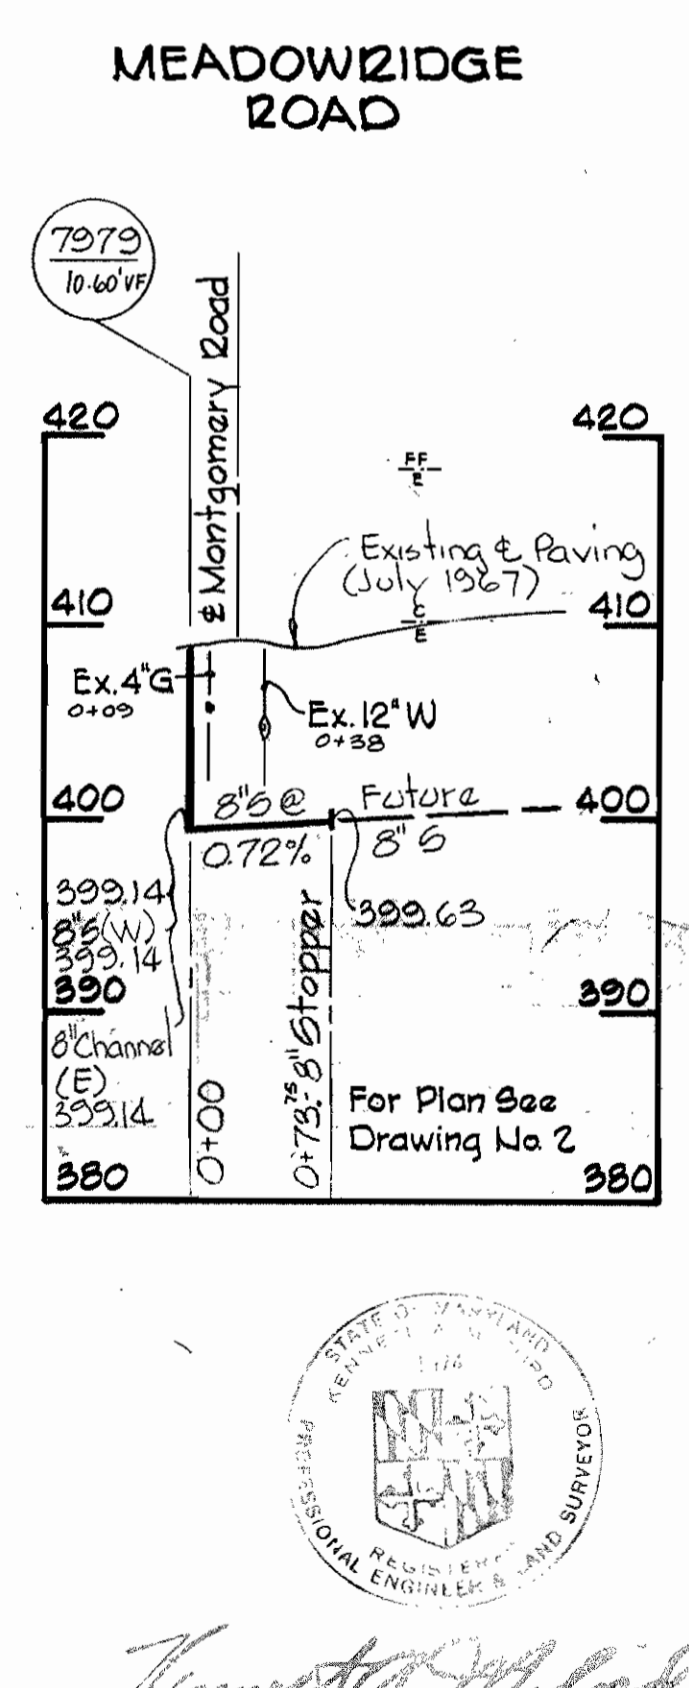 MEADOWRIDGE
ROAD
7979
10.60'VF
℄ Montgomery Road
420
420
FF
E
Existing ℄ Paving
(July 1967)
410
C
E
410
Ex. 4"G
0+09
Ex. 12" W
0+38
400
8"S @
Future
400
0.72%
8" S
399.14
399.63
8"S(W)
399.14
390
390
8"Channel
(E)
399.14
0+00
0+73.75 - 8" Stopper
For Plan See
Drawing No. 2
380
380
STATE OF MARYLAND
REGISTERED
PROFESSIONAL ENGINEER & LAND SURVEYOR